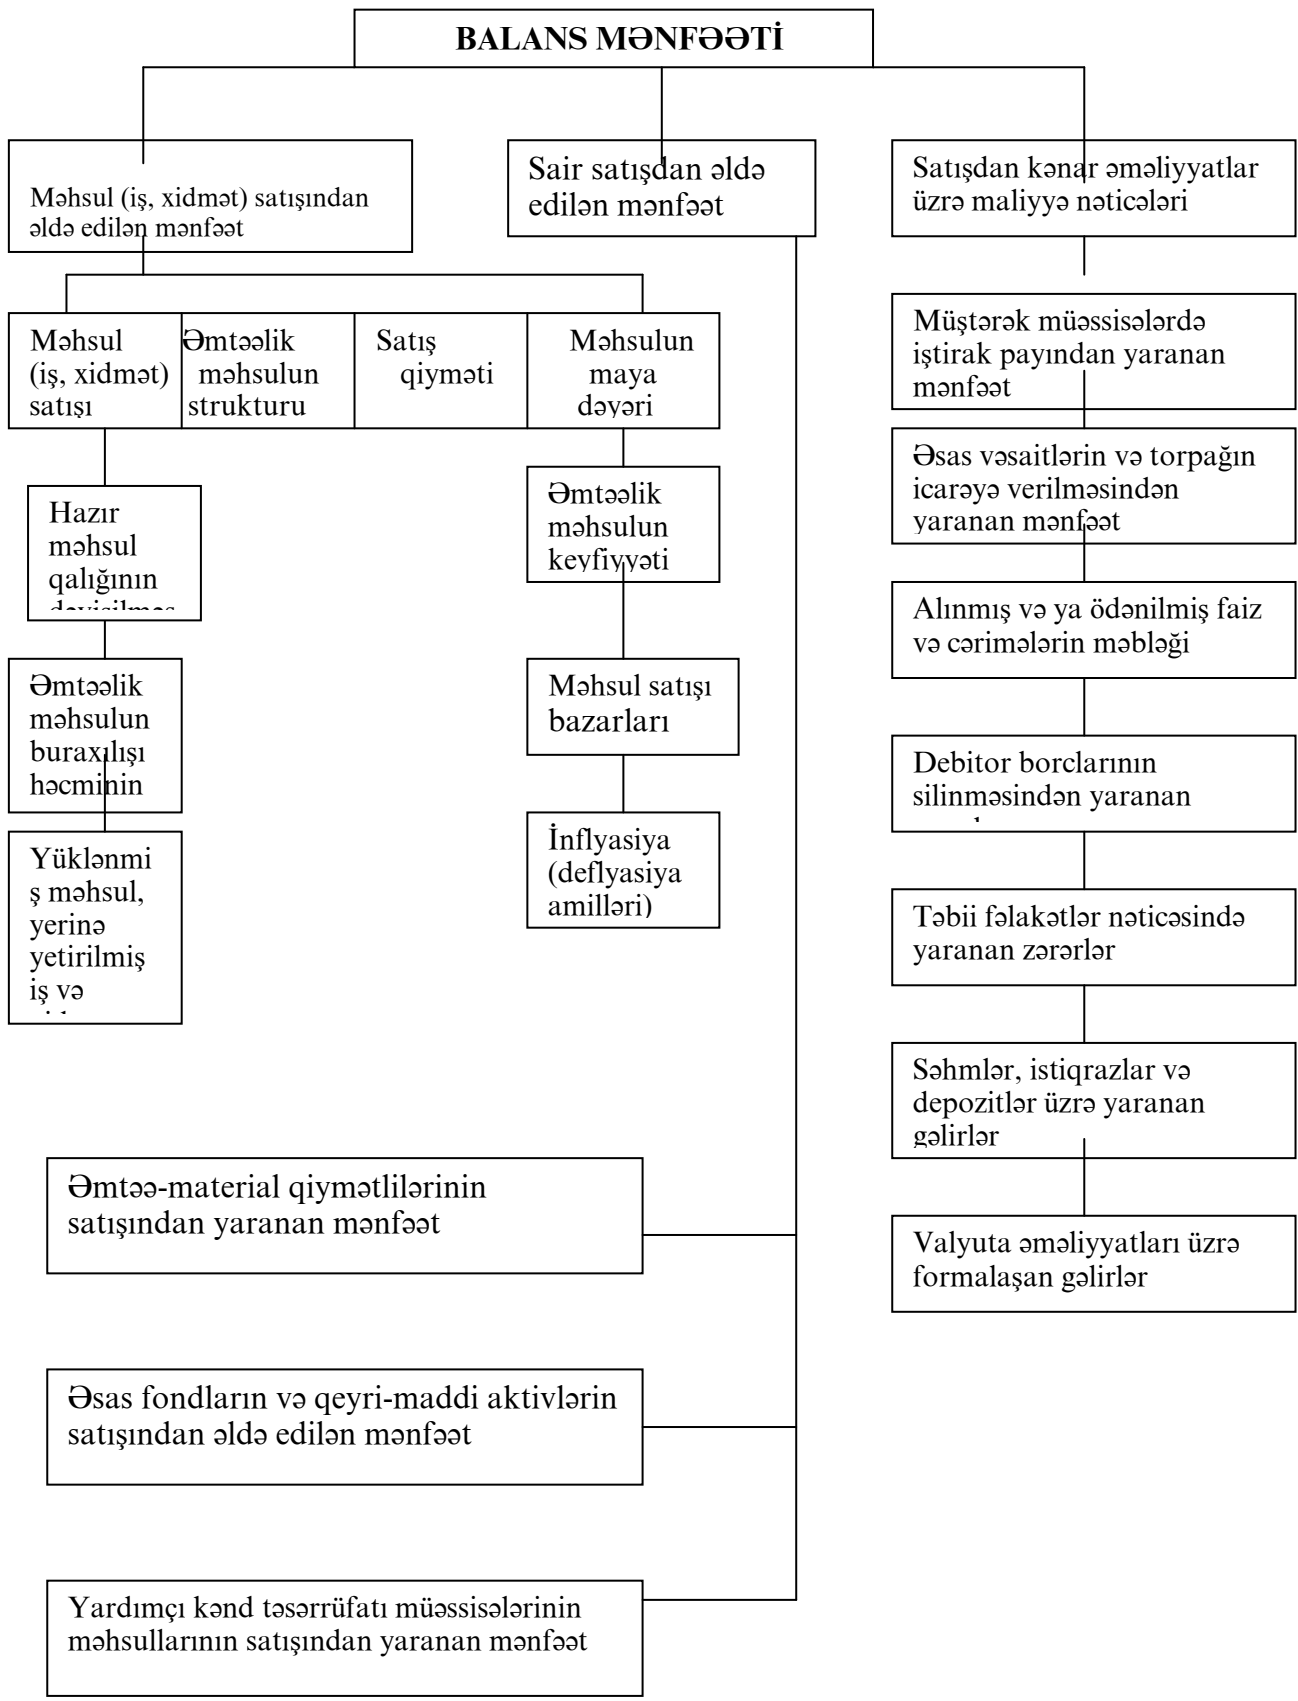 BALANS MƏNFƏƏTİ
Məhsul (iş, xidmət) satışından
əldə edilən mənfəət
Sair satışdan əldə
edilən mənfəət
Satışdan kənar əməliyyatlar
üzrə maliyyə nəticələri
Məhsul
(iş, xidmət)
satışı
Əmtəəlik
məhsulun
strukturu
Satış
qiyməti
Məhsulun
maya
dəyəri
Hazır
məhsul
qalığının
Əmtəəlik
məhsulun
buraxılışı
həcminin
Yüklənmi
ş məhsul,
yerinə
yetirilmiş
iş və
Əmtəəlik
məhsulun
keyfiyyəti
Məhsul satışı
bazarları
İnflyasiya
(deflyasiya
amilləri)
Müştərək müəssisələrdə
iştirak payından yaranan
mənfəət
Əsas vəsaitlərin və torpağın
icarəyə verilməsindən
yaranan mənfəət
Alınmış və ya ödənilmiş faiz
və cərimələrin məbləği
Debitor borclarının
silinməsindən yaranan
Təbii fəlakətlər nəticəsində
yaranan zərərlər
Səhmlər, istiqrazlar və
depozitlər üzrə yaranan
gəlirlər
Valyuta əməliyyatları üzrə
formalaşan gəlirlər
Əmtəə-material qiymətlilərinin
satışından yaranan mənfəət
Əsas fondların və qeyri-maddi aktivlərin
satışından əldə edilən mənfəət
Yardımçı kənd təsərrüfatı müəssisələrinin
məhsullarının satışından yaranan mənfəət